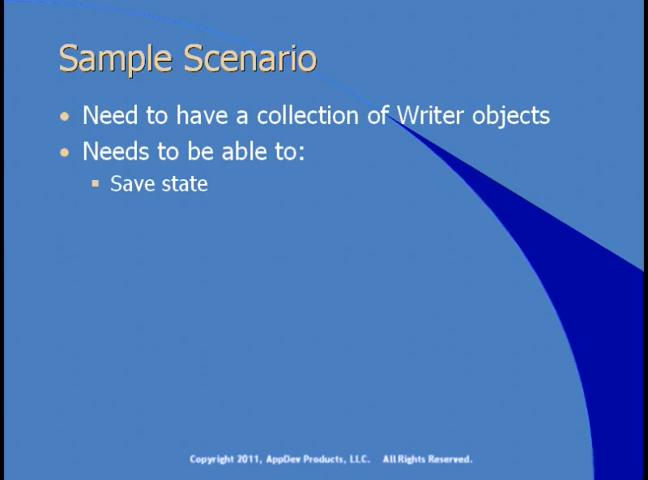 Sample Scenario
Need to have a collection of Writer objects
Needs to be able to:
Save state
Copyright 2011, AppDev Products, LLC. All Rights Reserved.